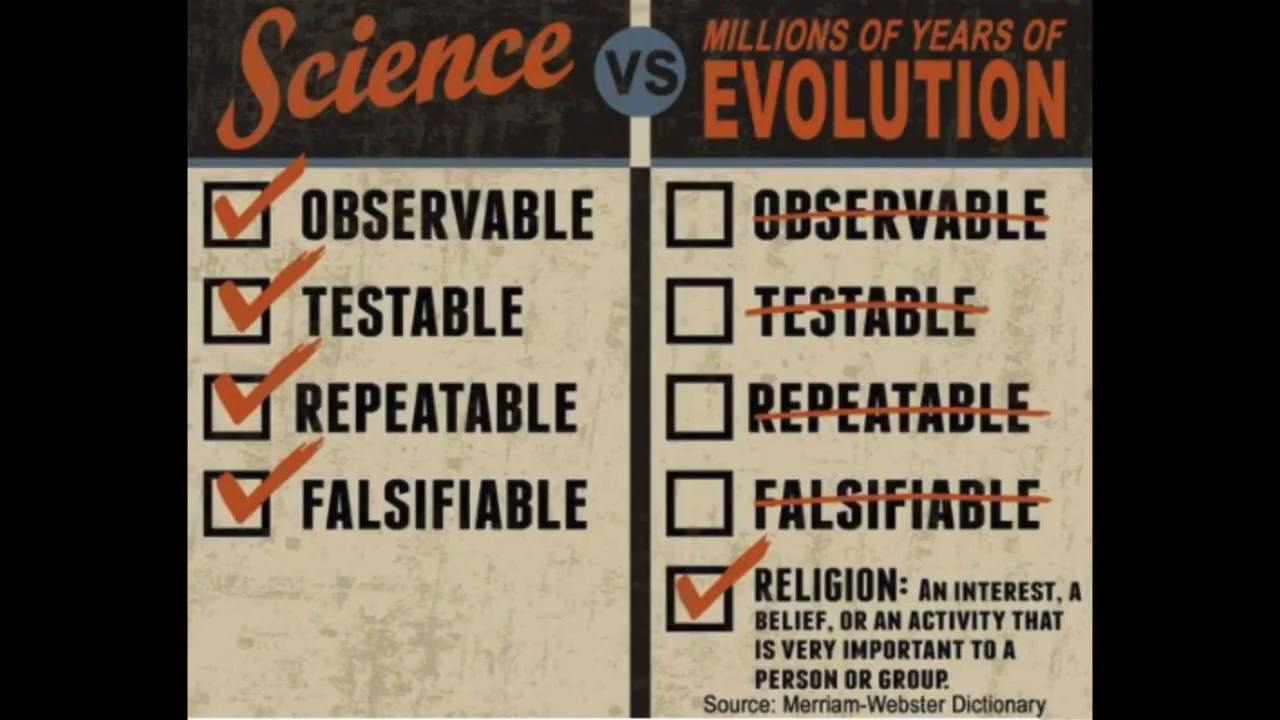 Science
VS
MILLIONS OF YEARS OF
EVOLUTION
OBSERVABLE
TESTABLE
REPEATABLE
FALSIFIABLE
OBSERVABLE
TESTABLE
REPEATABLE
FALSIFIABLE
RELIGION: AN INTEREST, A
BELIEF, OR AN ACTIVITY THAT
IS VERY IMPORTANT TO A
PERSON OR GROUP.
Source: Merriam-Webster Dictionary